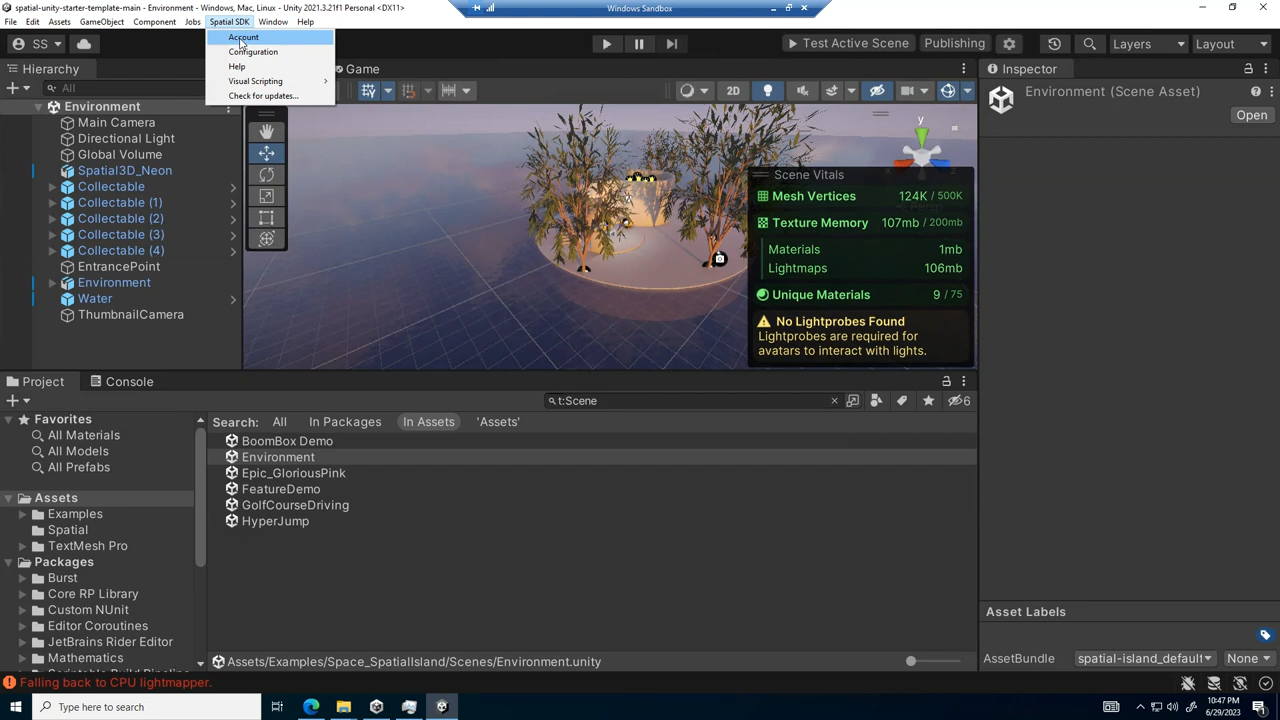 spatial-unity-starter-template-main - Environment - Windows, Mac, Linux - Unity 2021.3.21f1 Personal <DX11>
Windows Sandbox
File Edit Assets GameObject Component Jobs Spatial SDK Window Help
Account
Configuration
Help
Visual Scripting
Check for updates...
SS
Test Active Scene
Publishing
Layers
Layout
Hierarchy
All
Environment
Main Camera
Directional Light
Global Volume
Spatial3D_Neon
Collectable
Collectable (1)
Collectable (2)
Collectable (3)
Collectable (4)
EntrancePoint
Environment
Water
ThumbnailCamera
Game
2D
y
Scene Vitals
Mesh Vertices 124K / 500K
Texture Memory 107mb / 200mb
Materials 1mb
Lightmaps 106mb
Unique Materials 9 / 75
No Lightprobes Found
Lightprobes are required for
avatars to interact with lights.
Inspector
Environment (Scene Asset)
Open
Project Console
t:Scene
6
Favorites
All Materials
All Models
All Prefabs
Assets
Examples
Spatial
TextMesh Pro
Packages
Burst
Core RP Library
Custom NUnit
Editor Coroutines
JetBrains Rider Editor
Mathematics
Search: All In Packages In Assets 'Assets'
BoomBox Demo
Environment
Epic_GloriousPink
FeatureDemo
GolfCourseDriving
HyperJump
Assets/Examples/Space_SpatialIsland/Scenes/Environment.unity
Asset Labels
AssetBundle spatial-island_default None
Falling back to CPU lightmapper.
Type here to search
10:47 PM
6/29/2023